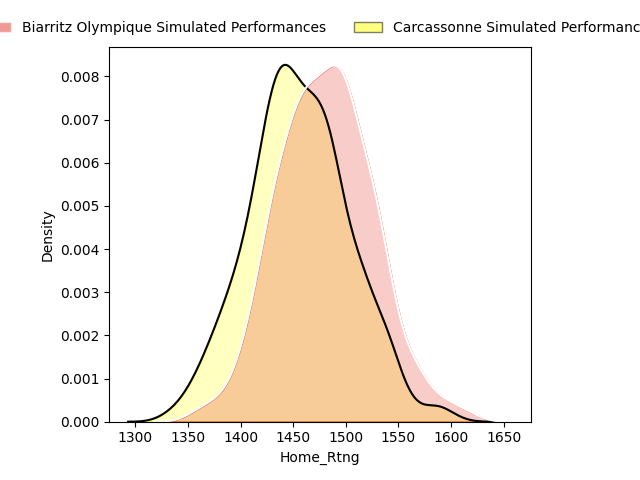 Biarritz Olympique Simulated Performances Carcassonne Simulated Performanc
0.008
0.007
0.006
0.005
0.004
0.003
0.002
0.001
0.000
Density
1300 1350 1400 1450 1500 1550 1600 1650
Home_Rtng